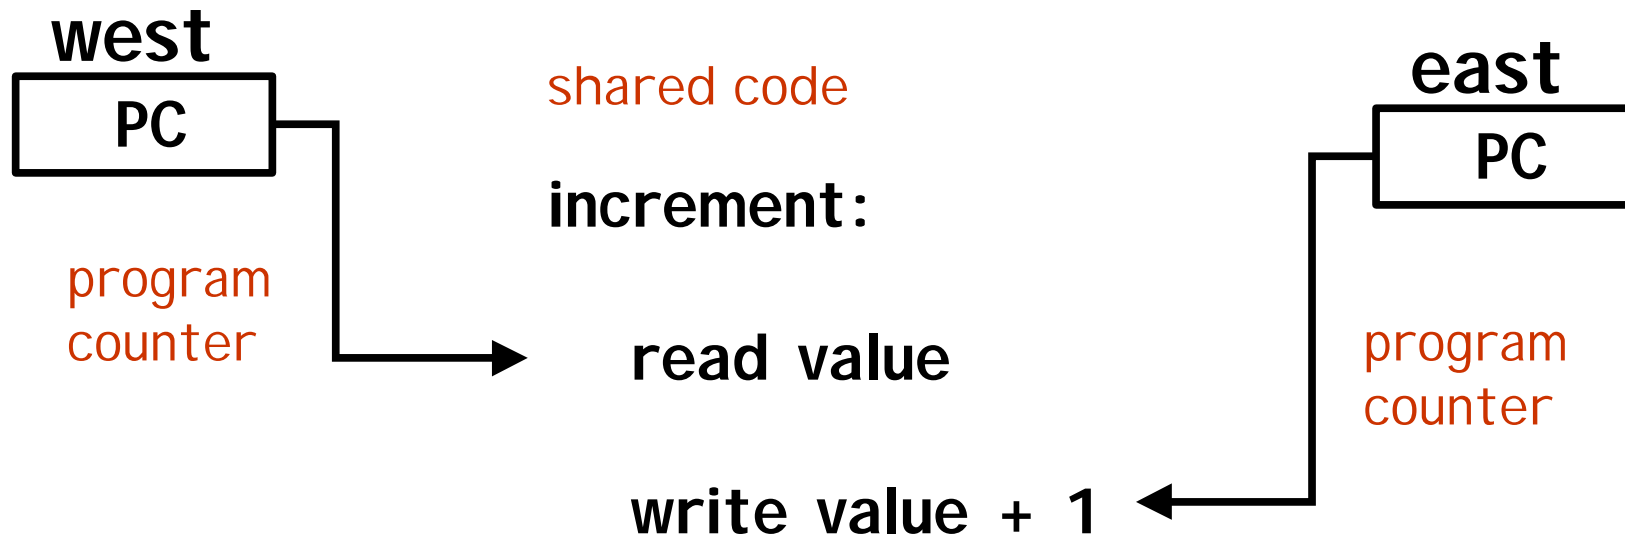 west
PC
program
counter
shared code
increment:
read value
write value + 1
east
PC
program
counter